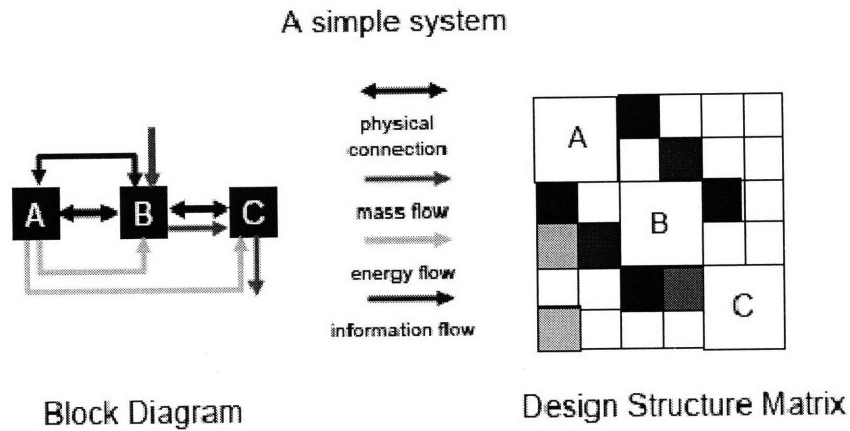 A simple system
A B C
physical
connection
mass flow
energy flow
information flow
A
B
C
Block Diagram
Design Structure Matrix